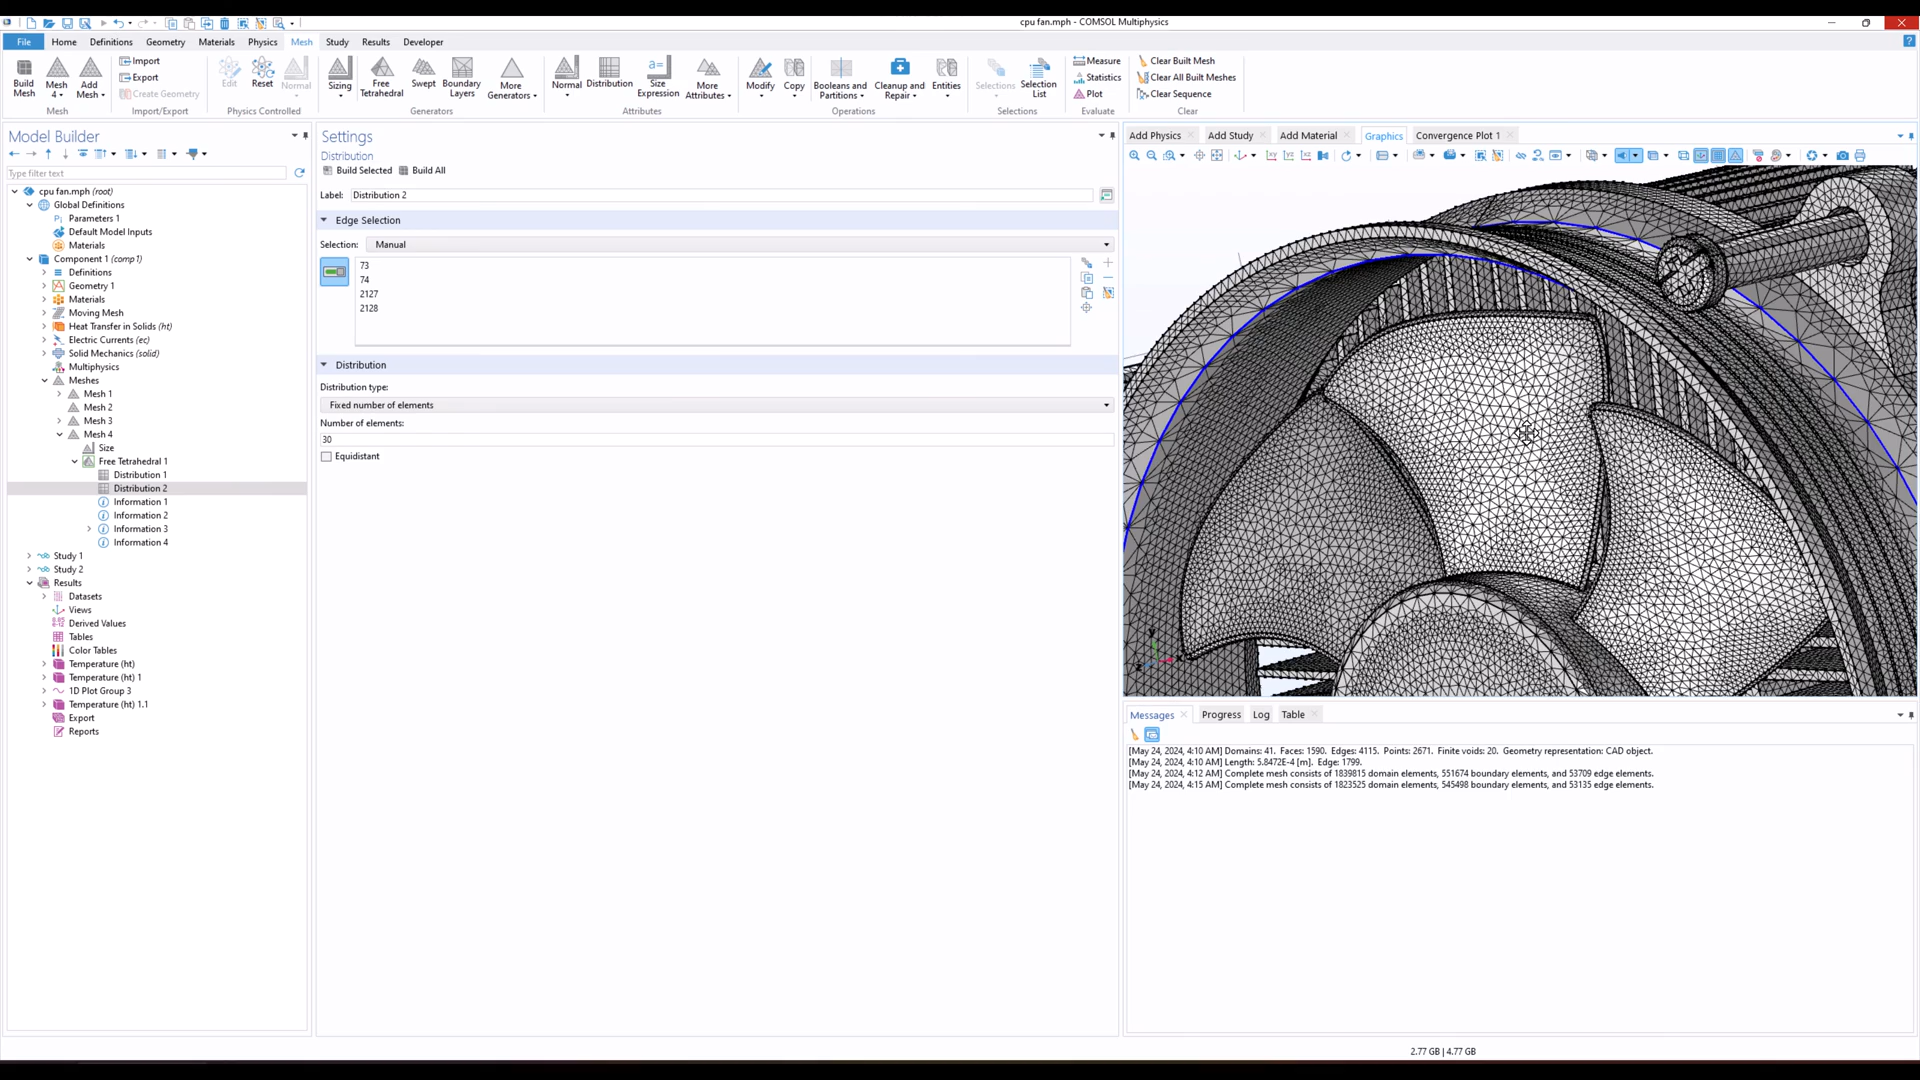 cpu fan.mph - COMSOL Multiphysics
File Home Definitions Geometry Materials Physics Mesh Study Results Developer
Build Mesh
Mesh 4
Add Mesh
Import
Export
Create Geometry
Edit
Reset
Normal
Sizing
Free Tetrahedral
Swept
Boundary Layers
More Generators
Normal
Distribution
Size Expression
More Attributes
Modify
Copy
Booleans and Partitions
Cleanup and Repair
Entities
Selections
Selection List
Measure
Statistics
Plot
Clear Built Mesh
Clear All Built Meshes
Clear Sequence
Mesh Import/Export Physics Controlled Generators Attributes Operations Selections Evaluate Clear
Model Builder
Type filter text
cpu fan.mph (root)
Global Definitions
Parameters 1
Default Model Inputs
Materials
Component 1 (comp1)
Definitions
Geometry 1
Materials
Moving Mesh
Heat Transfer in Solids (ht)
Electric Currents (ec)
Solid Mechanics (solid)
Multiphysics
Meshes
Mesh 1
Mesh 2
Mesh 3
Mesh 4
Size
Free Tetrahedral 1
Distribution 1
Distribution 2
Information 1
Information 2
Information 3
Information 4
Study 1
Study 2
Results
Datasets
Views
Derived Values
Tables
Color Tables
Temperature (ht)
Temperature (ht) 1
1D Plot Group 3
Temperature (ht) 1.1
Export
Reports
Settings
Distribution
Build Selected Build All
Label: Distribution 2
Edge Selection
Selection: Manual
73
74
2127
2128
Distribution
Distribution type:
Fixed number of elements
Number of elements:
30
Equidistant
Add Physics Add Study Add Material Graphics Convergence Plot 1
Messages Progress Log Table
[May 24, 2024, 4:10 AM] Domains: 41. Faces: 1590. Edges: 4115. Points: 2671. Finite voids: 20. Geometry representation: CAD object.
[May 24, 2024, 4:10 AM] Length: 5.8472E-4 [m]. Edge: 1799.
[May 24, 2024, 4:12 AM] Complete mesh consists of 1839815 domain elements, 551674 boundary elements, and 53709 edge elements.
[May 24, 2024, 4:15 AM] Complete mesh consists of 1823525 domain elements, 545498 boundary elements, and 53135 edge elements.
2.77 GB | 4.77 GB